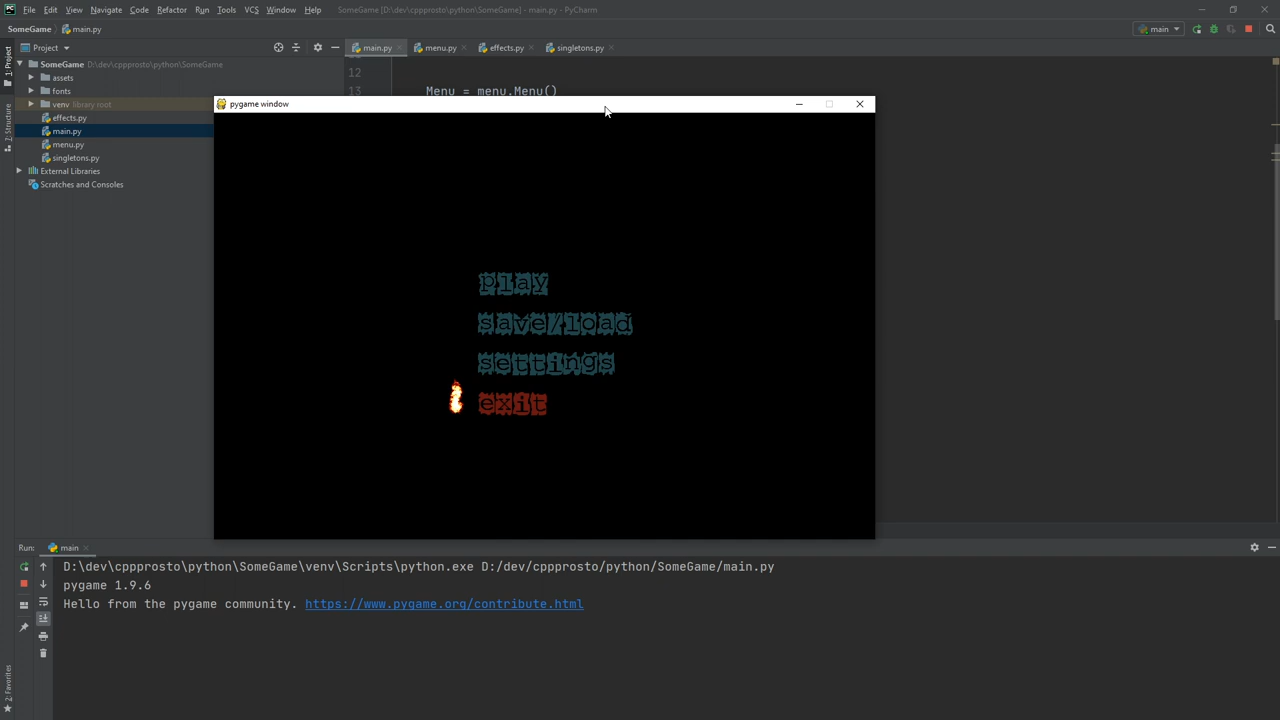 File Edit View Navigate Code Refactor Run Tools VCS Window Help SomeGame [D:\dev\cppprosto\python\SomeGame] - main.py - PyCharm
SomeGame main.py main
Project main.py menu.py effects.py singletons.py
1: Project
SomeGame D:\dev\cppprosto\python\SomeGame
assets
fonts
venv library root
effects.py
main.py
menu.py
singletons.py
External Libraries
Scratches and Consoles
Z: Structure
12
13 Menu = menu.Menu()
pygame window
play
save/load
settings
exit
Run: main
D:\dev\cppprosto\python\SomeGame\venv\Scripts\python.exe D:/dev/cppprosto/python/SomeGame/main.py
pygame 1.9.6
Hello from the pygame community. https://www.pygame.org/contribute.html
2: Favorites